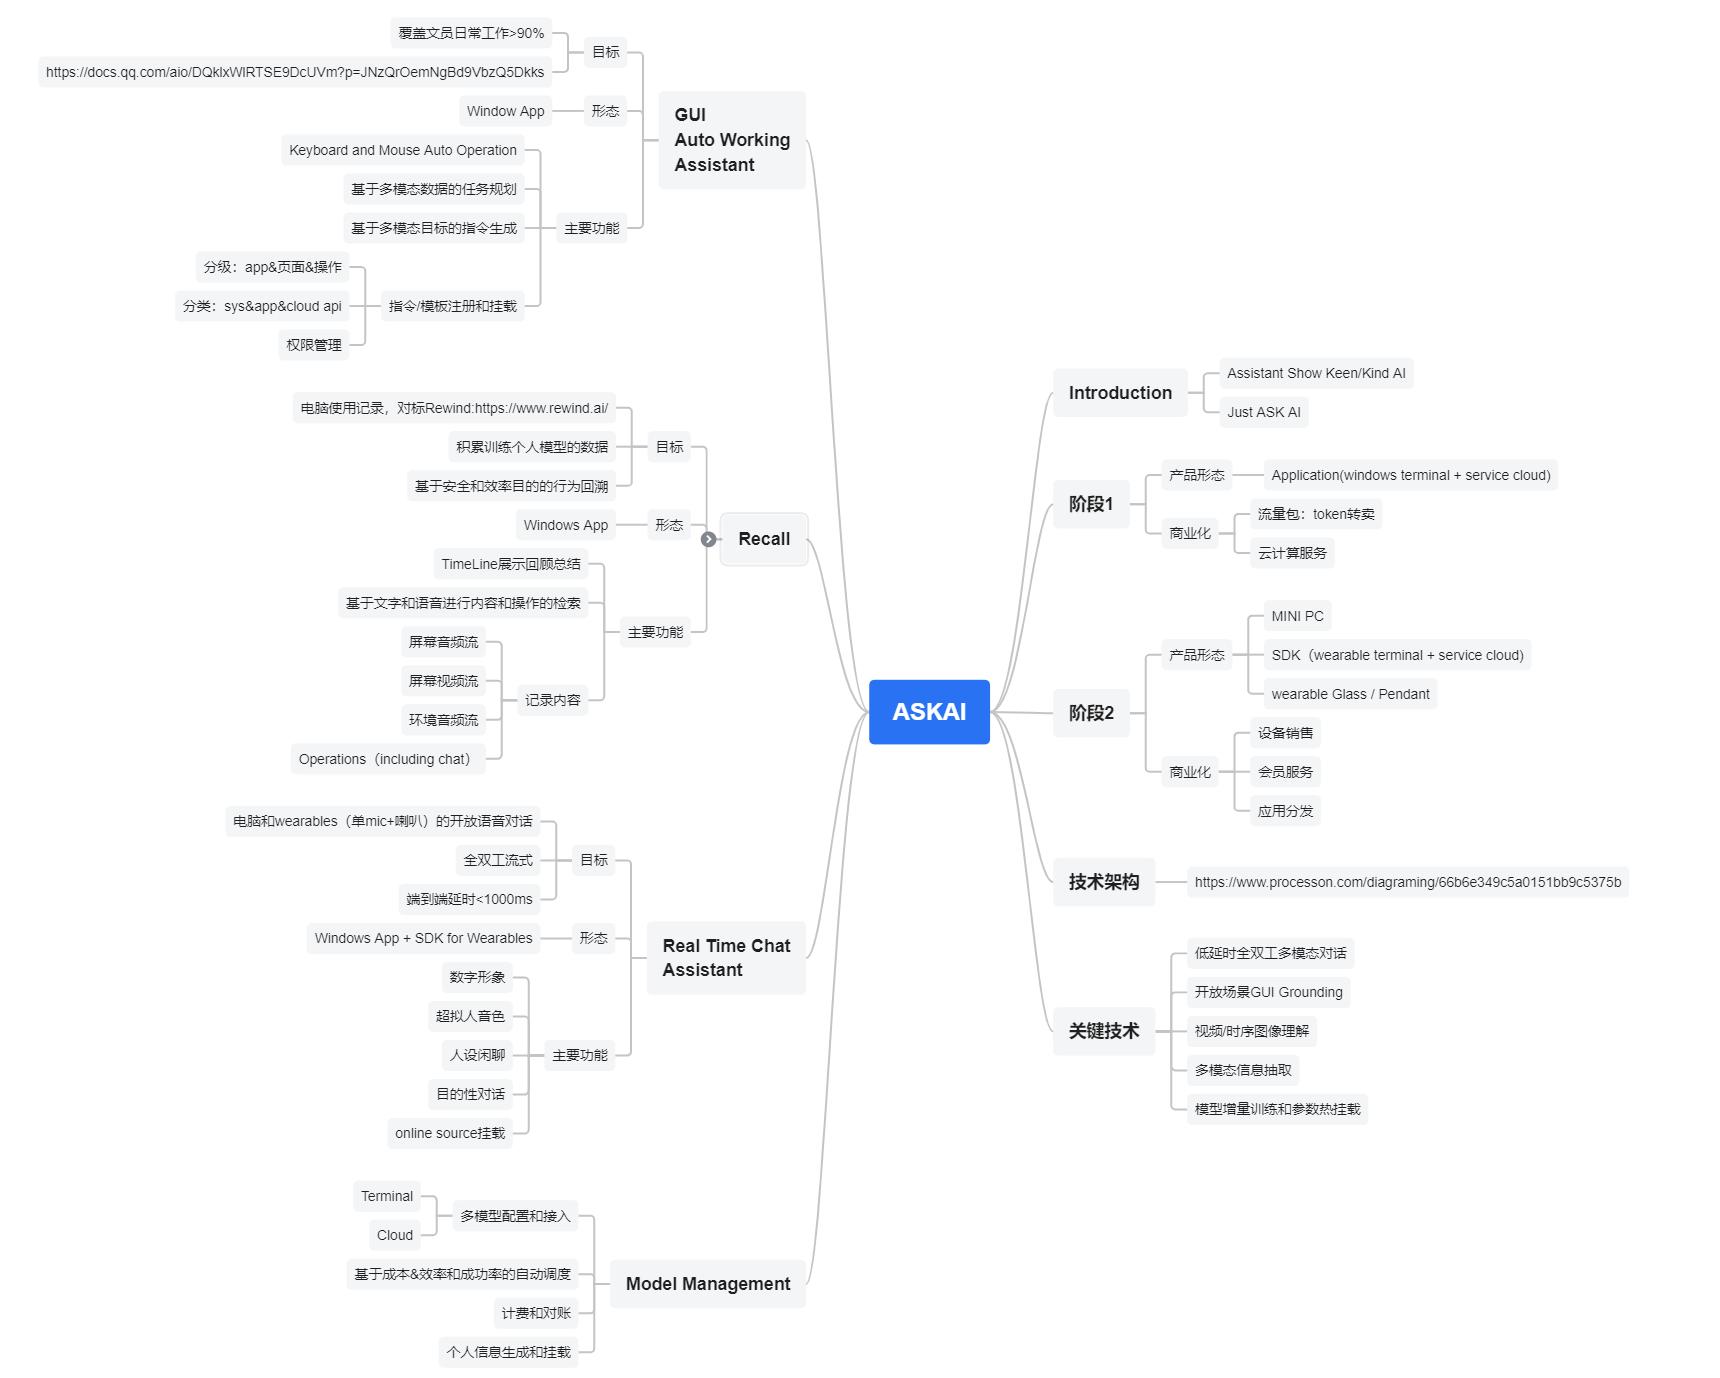 覆盖文员日常工作>90%
目标
https://docs.qq.com/aio/DQklxWlRTSE9DcUVm?p=JNzQrOemNgBd9VbzQ5Dkks
Window App
形态
GUI
Auto Working
Assistant
Keyboard and Mouse Auto Operation
基于多模态数据的任务规划
基于多模态目标的指令生成
主要功能
分级：app&页面&操作
分类：sys&app&cloud api
指令/模板注册和挂载
权限管理
电脑使用记录，对标Rewind:https://www.rewind.ai/
积累训练个人模型的数据
目标
基于安全和效率目的的行为回溯
Windows App
形态
Recall
TimeLine展示回顾总结
基于文字和语音进行内容和操作的检索
主要功能
屏幕音频流
屏幕视频流
记录内容
环境音频流
Operations（including chat）
电脑和wearables（单mic+喇叭）的开放语音对话
全双工流式
目标
端到端延时<1000ms
Windows App + SDK for Wearables
形态
Real Time Chat
Assistant
数字形象
超拟人音色
人设闲聊
主要功能
目的性对话
online source挂载
Terminal
多模型配置和接入
Cloud
基于成本&效率和成功率的自动调度
Model Management
计费和对账
个人信息生成和挂载
ASKAI
Introduction
Assistant Show Keen/Kind AI
Just ASK AI
阶段1
产品形态
Application(windows terminal + service cloud)
商业化
流量包：token转卖
云计算服务
阶段2
产品形态
MINI PC
SDK（wearable terminal + service cloud)
wearable Glass / Pendant
商业化
设备销售
会员服务
应用分发
技术架构
https://www.processon.com/diagraming/66b6e349c5a0151bb9c5375b
关键技术
低延时全双工多模态对话
开放场景GUI Grounding
视频/时序图像理解
多模态信息抽取
模型增量训练和参数热挂载